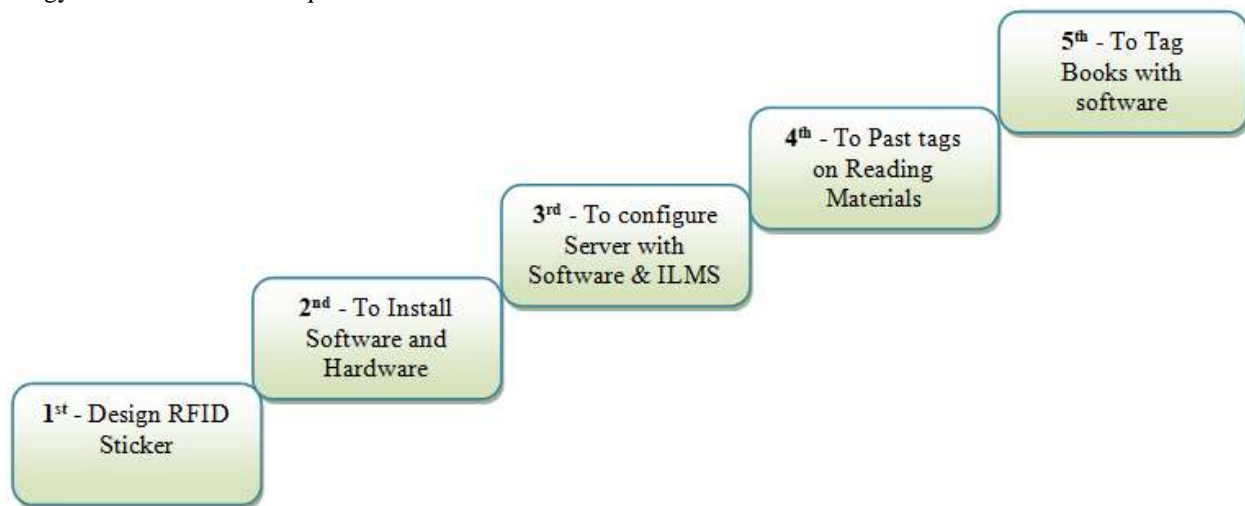 1st - Design RFID
Sticker
2nd - To Install
Software and
Hardware
3rd - To configure
Server with
Software & ILMS
4th - To Past tags
on Reading
Materials
5th - To Tag
Books with
software